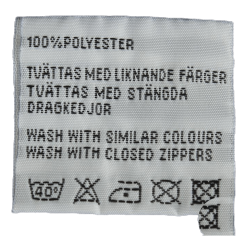 100%POLYESTER
TVÄTTAS MED LIKNANDE FÄRGER
TVÄTTAS MED STÄNGDA
DRAGKEDJOR
WASH WITH SIMILAR COLOURS
WASH WITH CLOSED ZIPPERS
40°